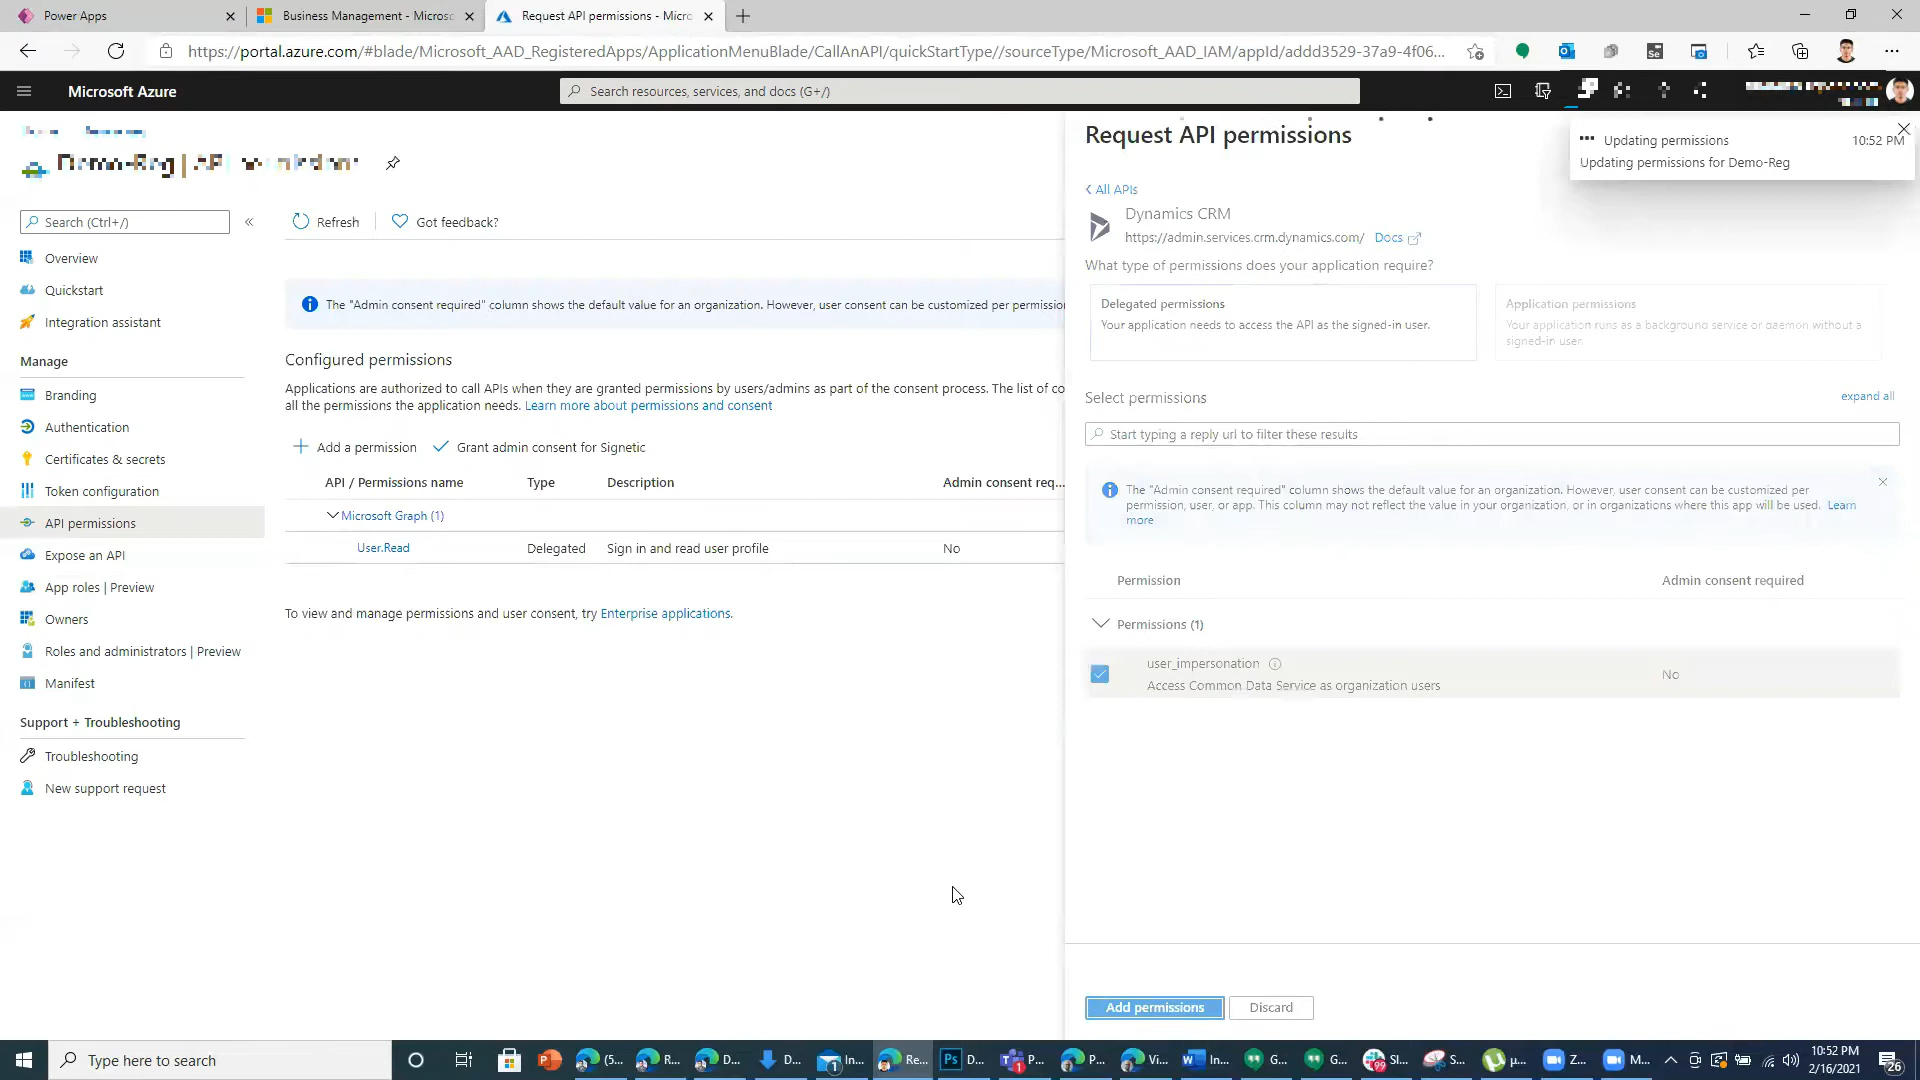 Power Apps
Business Management - Microsc
Request API permissions - Micro
https://portal.azure.com/#blade/Microsoft_AAD_RegisteredApps/ApplicationMenuBlade/CallAnAPI/quickStartType//sourceType/Microsoft_AAD_IAM/appId/addd3529-37a9-4f06...
Microsoft Azure
Search resources, services, and docs (G+/)
Demo-Reg | API
Search (Ctrl+/)
«
Overview
Quickstart
Integration assistant
Manage
Branding
Authentication
Certificates & secrets
Token configuration
API permissions
Expose an API
App roles | Preview
Owners
Roles and administrators | Preview
Manifest
Support + Troubleshooting
Troubleshooting
New support request
Refresh
Got feedback?
The "Admin consent required" column shows the default value for an organization. However, user consent can be customized per permission
Configured permissions
Applications are authorized to call APIs when they are granted permissions by users/admins as part of the consent process. The list of co
all the permissions the application needs. Learn more about permissions and consent
Add a permission
Grant admin consent for Signetic
API / Permissions name Type Description Admin consent req...
Microsoft Graph (1)
User.Read Delegated Sign in and read user profile No
To view and manage permissions and user consent, try Enterprise applications.
Request API permissions
Updating permissions 10:52 PM
Updating permissions for Demo-Reg
All APIs
Dynamics CRM
https://admin.services.crm.dynamics.com/ Docs
What type of permissions does your application require?
Delegated permissions
Your application needs to access the API as the signed-in user.
Application permissions
Your application runs as a background service or daemon without a
signed-in user.
Select permissions
expand all
Start typing a reply url to filter these results
The "Admin consent required" column shows the default value for an organization. However, user consent can be customized per
permission, user, or app. This column may not reflect the value in your organization, or in organizations where this app will be used. Learn
more
Permission Admin consent required
Permissions (1)
user_impersonation
Access Common Data Service as organization users
No
Add permissions
Discard
Type here to search
(5...
R...
D...
D...
1
In...
Re...
Ps
D...
1
P...
P...
Vi...
In...
G...
G...
99
Sl...
S...
μ...
Z...
M...
10:52 PM
2/16/2021
26